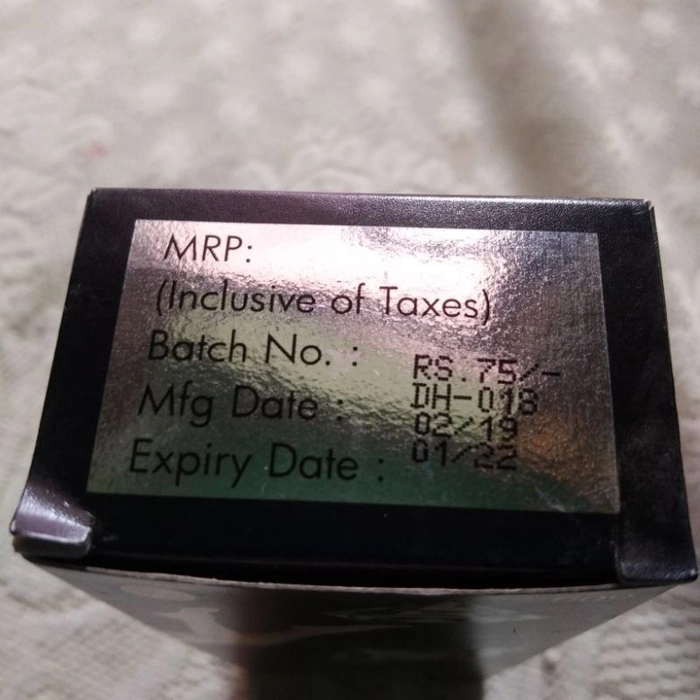 MRP:
(Inclusive of Taxes)
Batch No. :
Mfg Date :
Expiry Date :
RS.75/-
DH-018
02/19
01/22